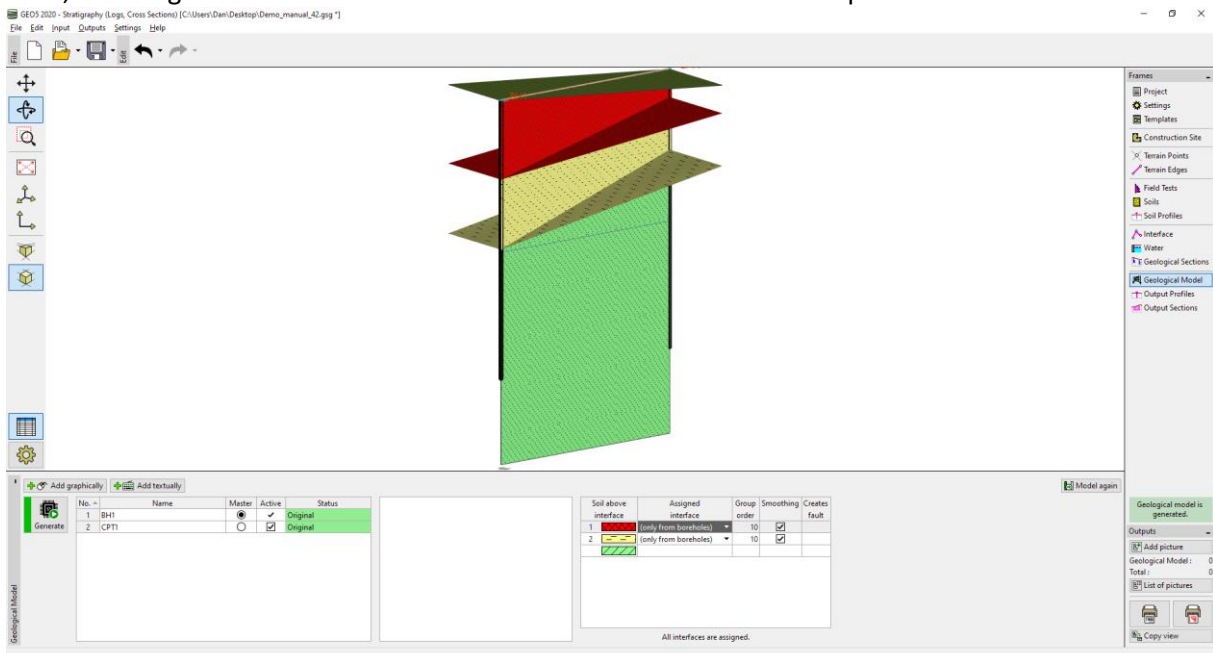 GEO5 2020 - Stratigraphy (Logs, Cross Sections) [C:\Users\Dan\Desktop\Demo_manual_42.gsg *]
File Edit Input Outputs Settings Help
File
Edit
Frames
Project
Settings
Templates
Construction Site
Terrain Points
Terrain Edges
Field Tests
Soils
Soil Profiles
Interface
Water
Geological Sections
Geological Model
Output Profiles
Output Sections
Add graphically Add textually
Model again
Generate
No. Name Master Active Status
1 BH1 Original
2 CPT1 Original
Soil above interface Assigned interface Group order Smoothing Creates fault
1 (only from boreholes) 10
2 (only from boreholes) 10
All interfaces are assigned.
Geological Model
Geological model is
generated.
Outputs
Add picture
Geological Model : 0
Total : 0
List of pictures
Copy view